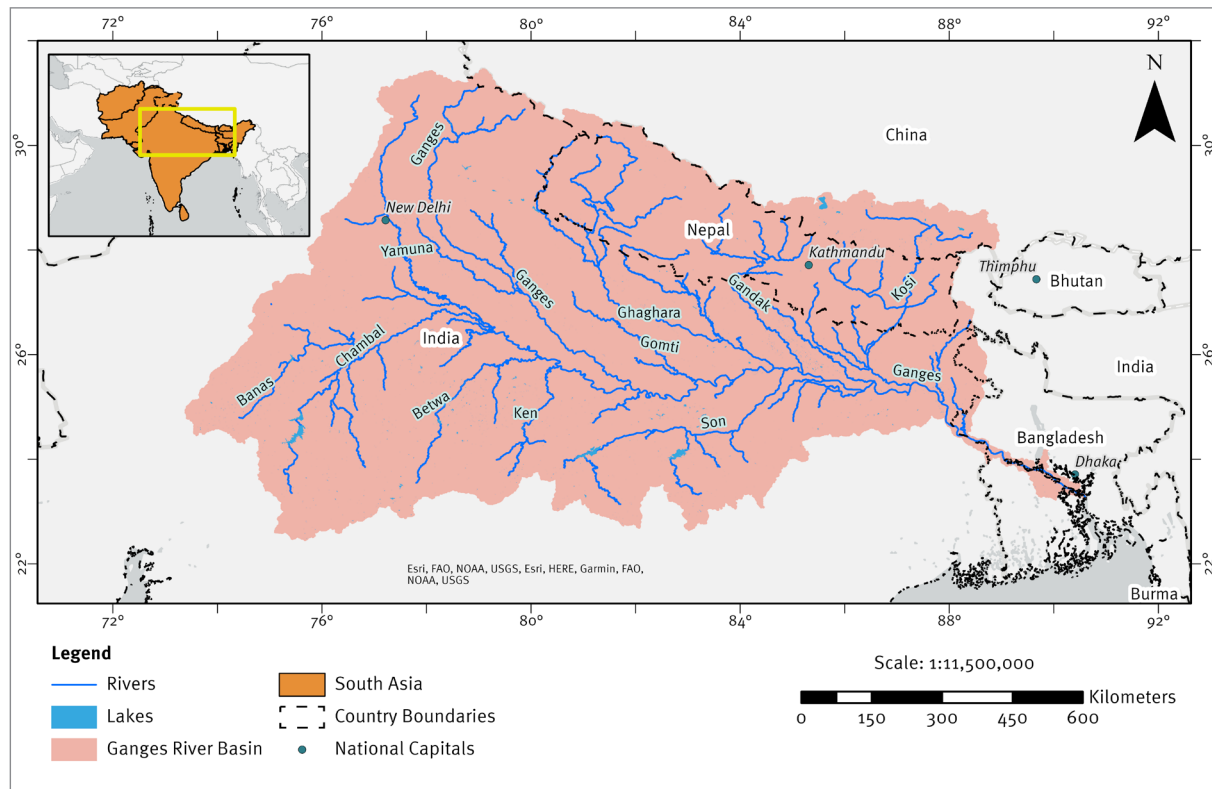 72° 76° 80° 84° 88° 92°
N
China
30° 30°
Ganges
New Delhi
Nepal
Yamuna
Kathmandu
Thimphu
Bhutan
Ganges
Gandak
Kosi
Ghaghara
Chambal
India
Gomti
26° 26°
India
Banas
Ganges
Betwa
Ken
Son
Bangladesh
Dhaka
22° 22°
Esri, FAO, NOAA, USGS, Esri, HERE, Garmin, FAO,
NOAA, USGS
Burma
72° 76° 80° 84° 88° 92°
Legend
Rivers
Lakes
Ganges River Basin
South Asia
Country Boundaries
National Capitals
Scale: 1:11,500,000
Kilometers
0 150 300 450 600